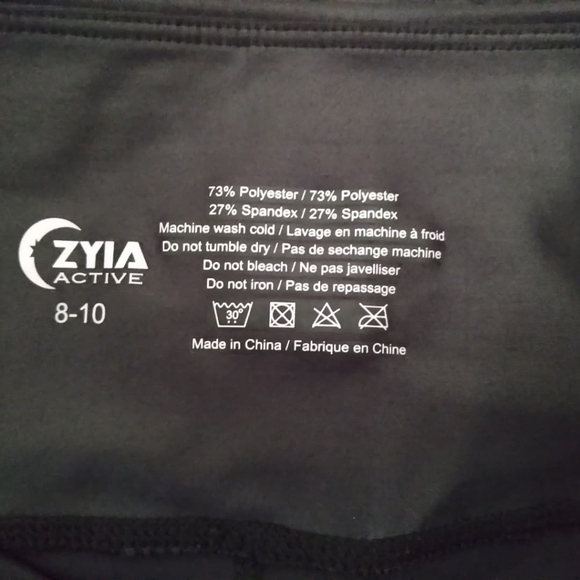 ZYIA
ACTIVE
8-10
73% Polyester / 73% Polyester
27% Spandex / 27% Spandex
Machine wash cold / Lavage en machine à froid
Do not tumble dry / Pas de sechange machine
Do not bleach / Ne pas javelliser
Do not iron / Pas de repassage
30°
Made in China / Fabrique en Chine